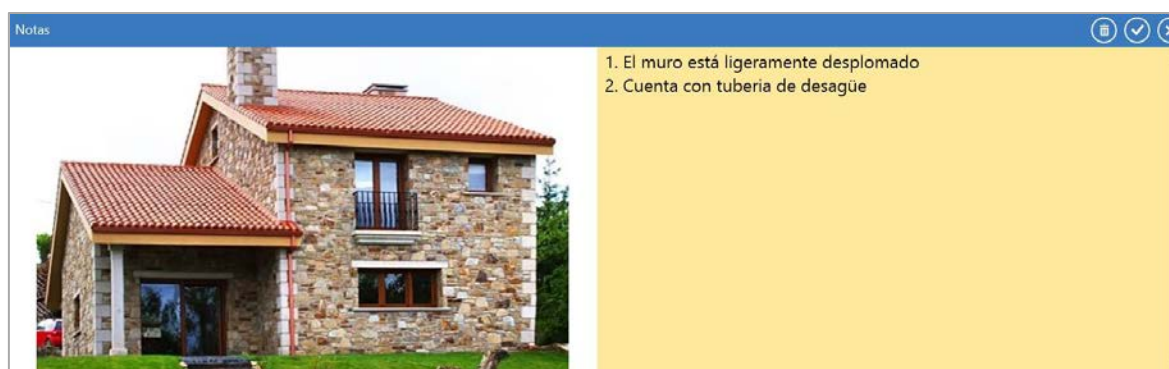 Notas
1. El muro está ligeramente desplomado
2. Cuenta con tuberia de desagüe